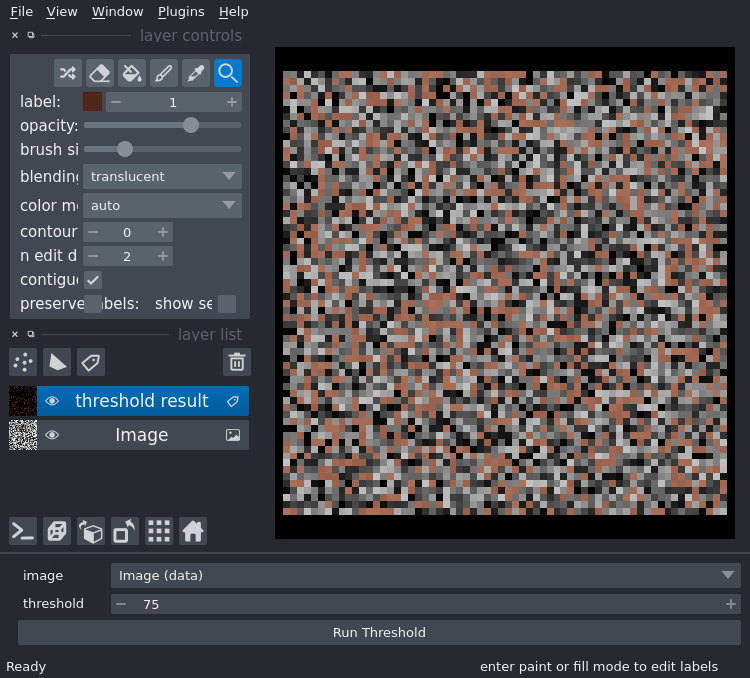 File View Window Plugins Help
layer controls
label: 1
opacity:
brush si
blending translucent
color m auto
contour 0
n edit d 2
contigu
preserve abels: show se
layer list
threshold result
Image
image Image (data)
threshold 75
Run Threshold
Ready enter paint or fill mode to edit labels